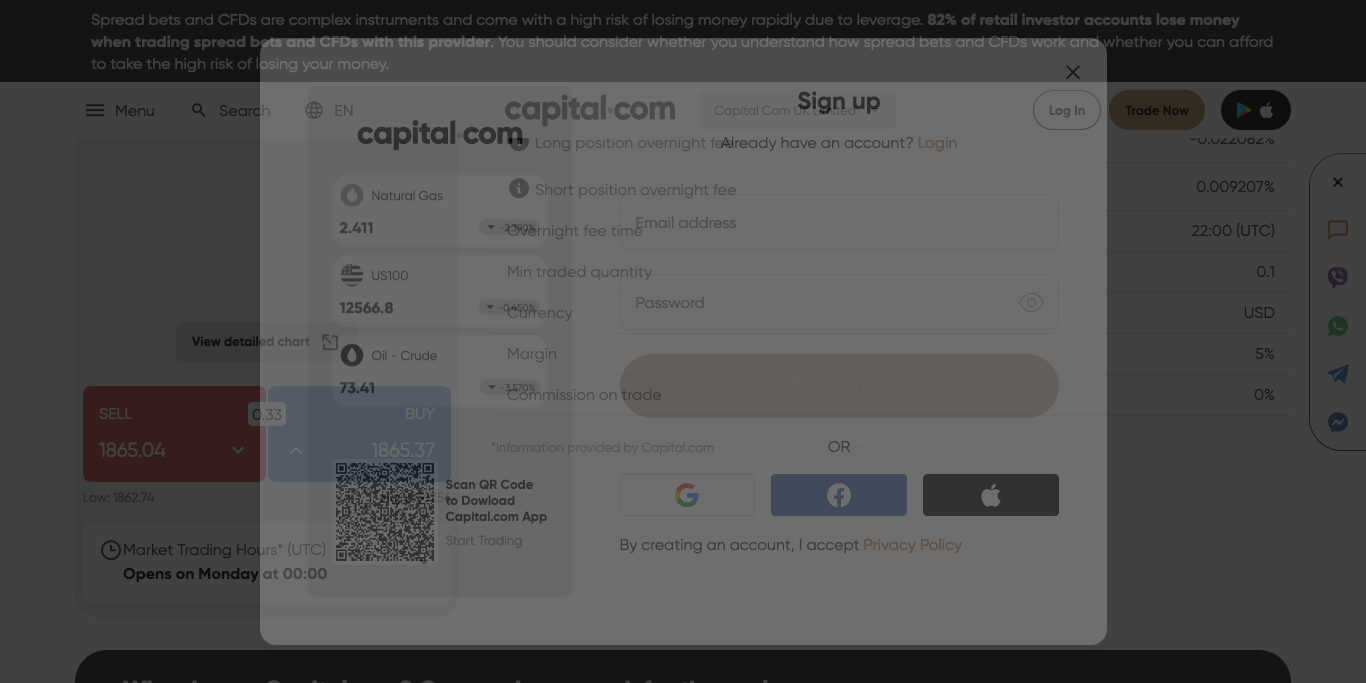 Spread bets and CFDs are complex instruments and come with a high risk of losing money rapidly due to leverage. 82% of retail investor accounts lose money
when trading spread bets and CFDs with this provider. You should consider whether you understand how spread bets and CFDs work and whether you can afford
to take the high risk of losing your money.
Menu
Search
EN
capital.com
Capital Com UK Limited
Log In
Trade Now
Sign up
Already have an account? Login
capital.com
Long position overnight fee
-0.022082%
Short position overnight fee
0.009207%
Overnight fee time
22:00 (UTC)
Min traded quantity
0.1
Currency
USD
Margin
5%
Commission on trade
0%
*Information provided by Capital.com
Natural Gas
2.411
US100
12566.8
-0.450%
Oil - Crude
73.41
-3.570%
Email address
Password
Continue
OR
By creating an account, I accept Privacy Policy
View detailed chart
SELL
1865.04
0.33
BUY
1865.37
Low: 1862.74
Scan QR Code
to Dowload
Capital.com App
Start Trading
Market Trading Hours* (UTC)
Opens on Monday at 00:00